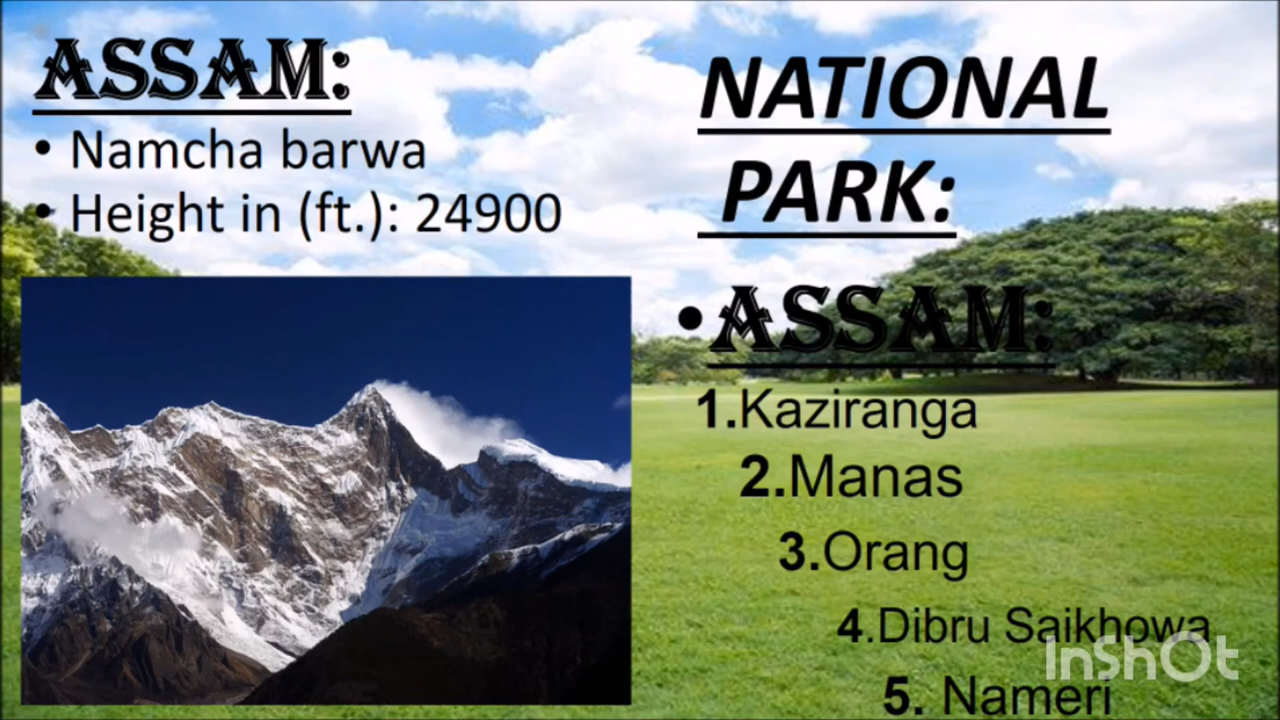 ASSAM:
• Namcha barwa
• Height in (ft.): 24900
NATIONAL
PARK:
•ASSAM:
1.Kaziranga
2.Manas
3.Orang
4.Dibru Saikhowa
5. Nameri
InShOt